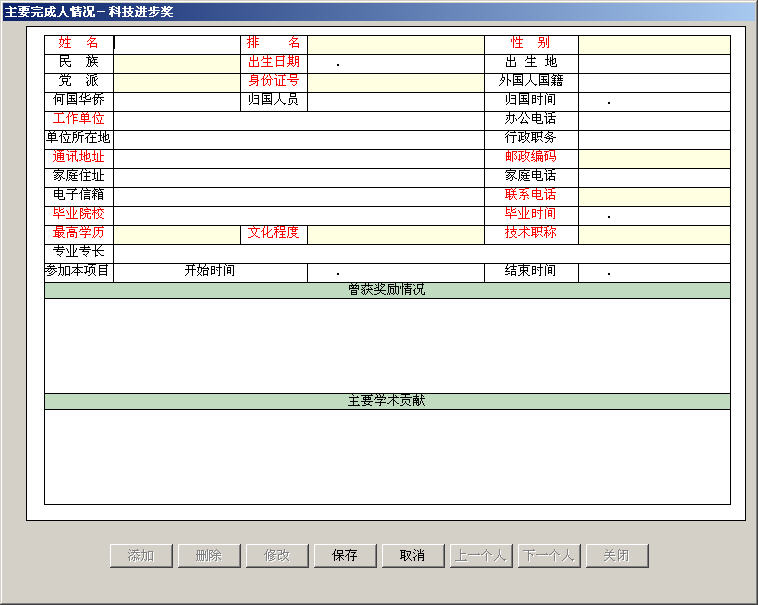 主要完成人情况－科技进步奖
姓 名 排 名 性 别
民 族 出生日期 . 出 生 地
党 派 身份证号 外国人国籍
何国华侨 归国人员 归国时间 .
工作单位 办公电话
单位所在地 行政职务
通讯地址 邮政编码
家庭住址 家庭电话
电子信箱 联系电话
毕业院校 毕业时间 .
最高学历 文化程度 技术职称
专业专长
参加本项目 开始时间 . 结束时间 .
曾获奖励情况
主要学术贡献
添加 删除 修改 保存 取消 上一个人 下一个人 关闭